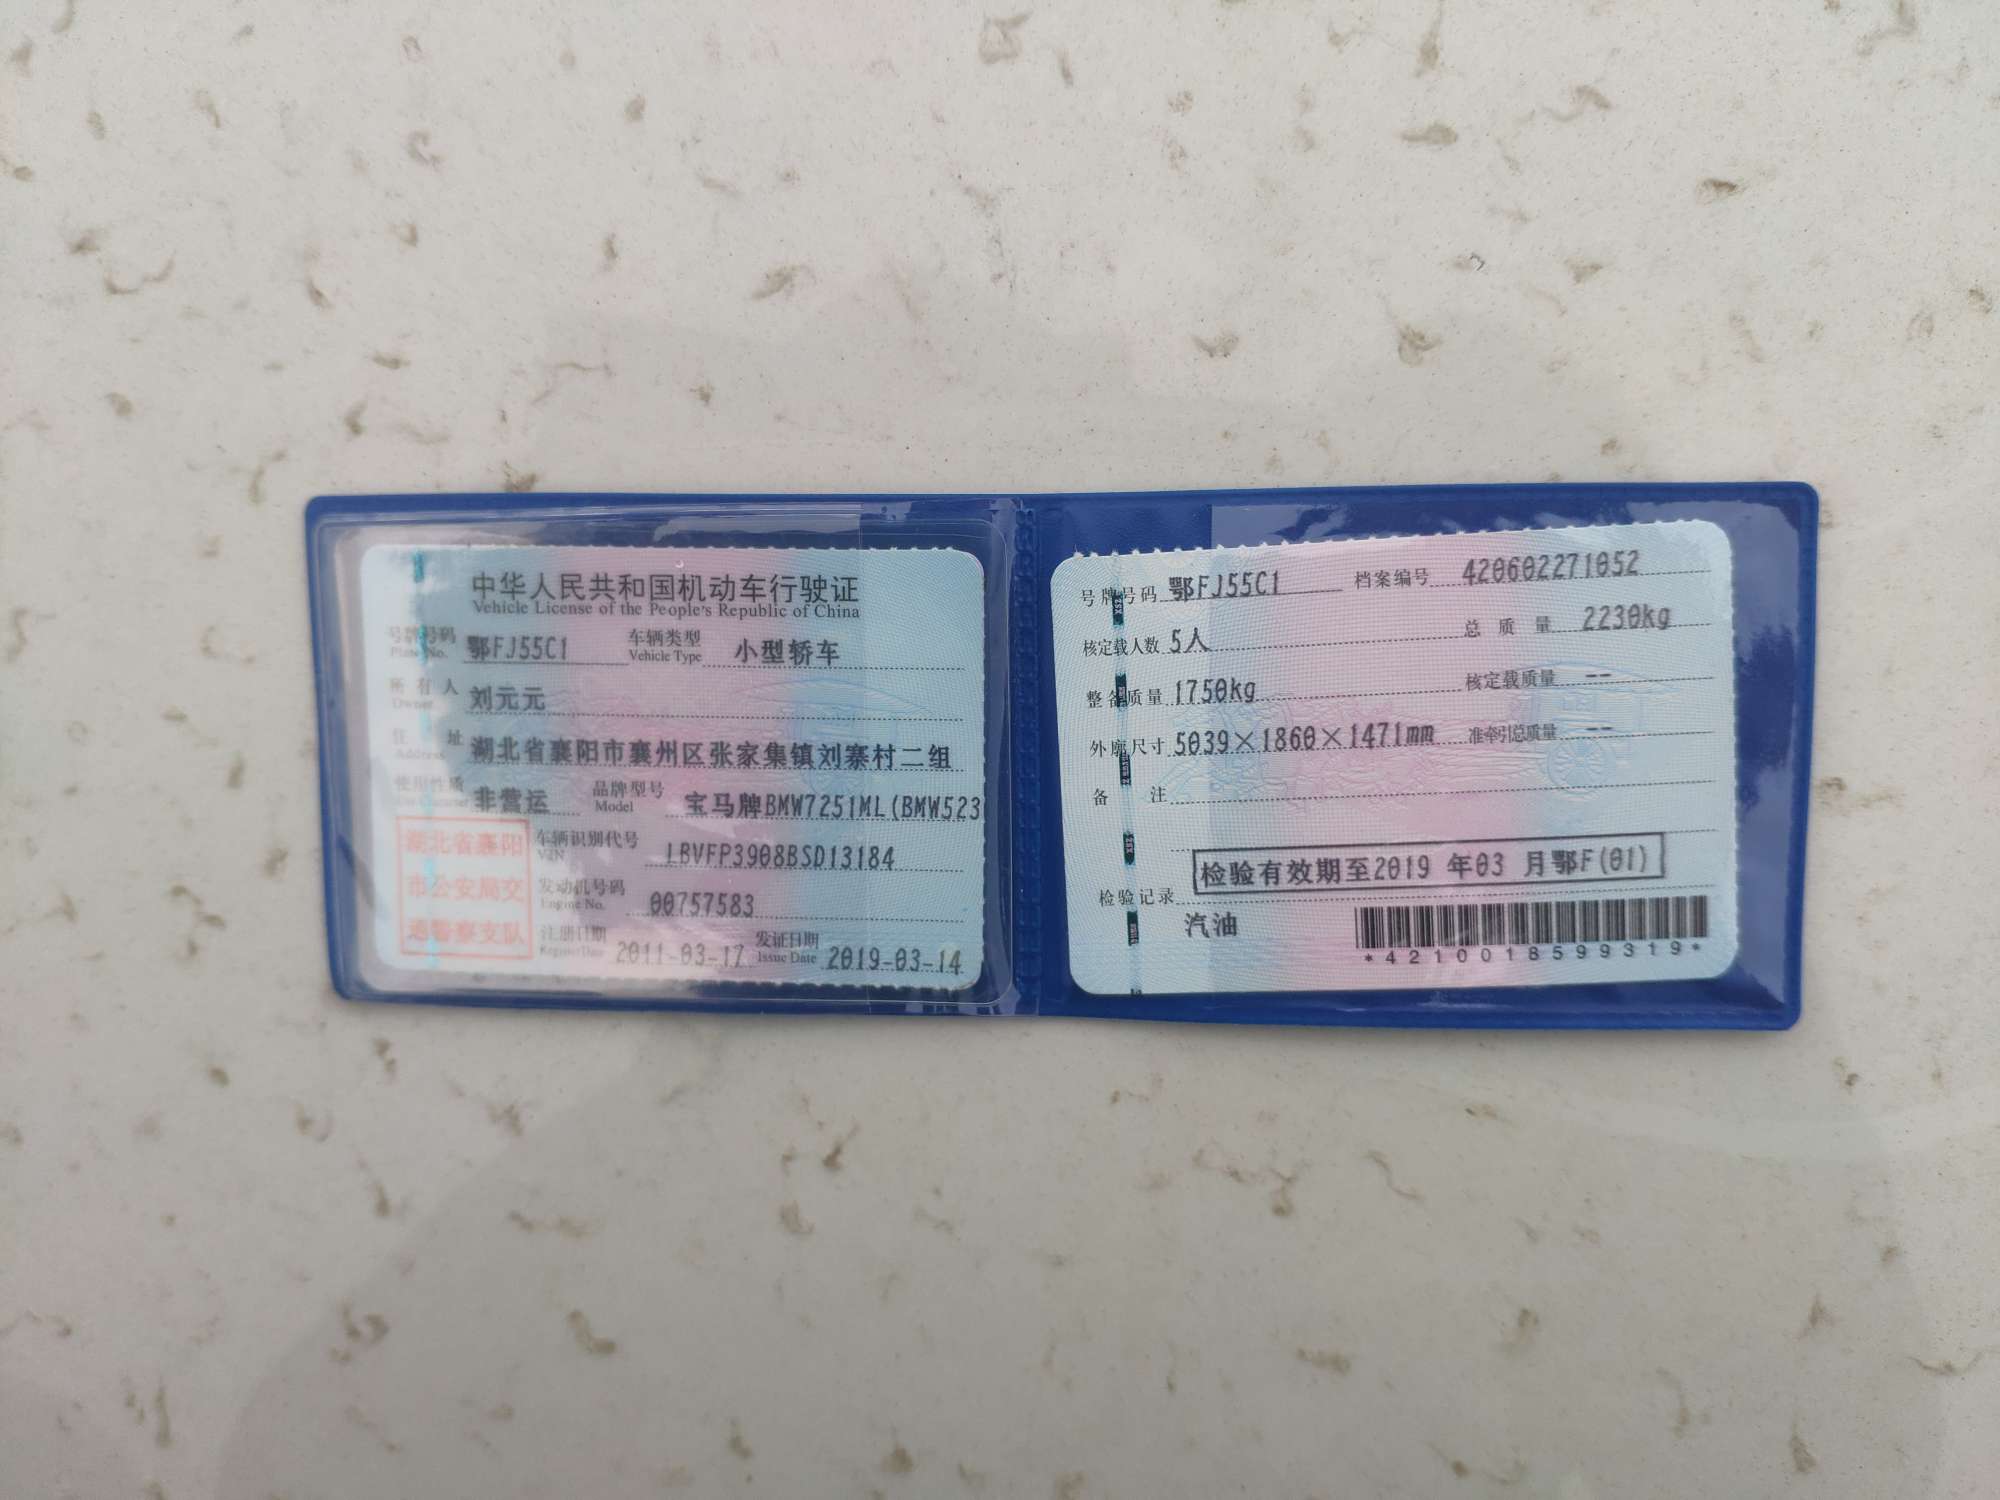 中华人民共和国机动车行驶证
Vehicle License of the People's Republic of China
号牌号码 鄂FJ55C1 车辆类型 小型轿车
Plate No. Vehicle Type
所有人 刘元元
Owner
住址 湖北省襄阳市襄州区张家集镇刘寨村二组
Address
使用性质 非营运 品牌型号 宝马牌BMW7251ML(BMW523
Use Character Model
湖北省襄阳
市公安局交
通警察支队
车辆识别代号 LBVFP3908BSD13184
VIN
发动机号码 00757583
Engine No.
注册日期 2011-03-17 发证日期 2019-03-14
Register Date Issue Date
号牌号码 鄂FJ55C1 档案编号 420602271052
核定载人数 5人 总质量 2230kg
整备质量 1750kg 核定载质量 --
外廓尺寸 5039×1860×1471mm 准牵引总质量 --
备注
检验有效期至2019 年03 月鄂F(01)
检验记录
汽油
*4210018599319*